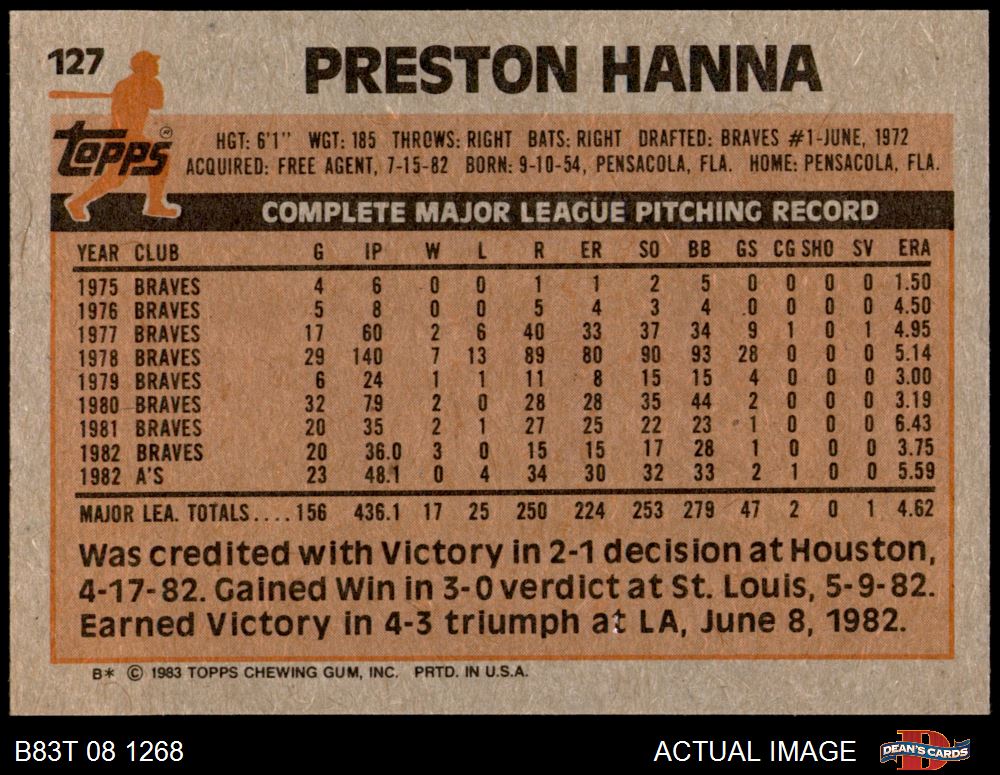 127 PRESTON HANNA
Topps ®
HGT: 6'1" WGT: 185 THROWS: RIGHT BATS: RIGHT DRAFTED: BRAVES #1-JUNE, 1972
ACQUIRED: FREE AGENT, 7-15-82 BORN: 9-10-54, PENSACOLA, FLA. HOME: PENSACOLA, FLA.
COMPLETE MAJOR LEAGUE PITCHING RECORD
YEAR CLUB G IP W L R ER SO BB GS CG SHO SV ERA
1975 BRAVES 4 6 0 0 1 1 2 5 0 0 0 0 1.50
1976 BRAVES 5 8 0 0 5 4 3 4 0 0 0 0 4.50
1977 BRAVES 17 60 2 6 40 33 37 34 9 1 0 1 4.95
1978 BRAVES 29 140 7 13 89 80 90 93 28 0 0 0 5.14
1979 BRAVES 6 24 1 1 11 8 15 15 4 0 0 0 3.00
1980 BRAVES 32 79 2 0 28 28 35 44 2 0 0 0 3.19
1981 BRAVES 20 35 2 1 27 25 22 23 1 0 0 0 6.43
1982 BRAVES 20 36.0 3 0 15 15 17 28 1 0 0 0 3.75
1982 A'S 23 48.1 0 4 34 30 32 33 2 1 0 0 5.59
MAJOR LEA. TOTALS....156 436.1 17 25 250 224 253 279 47 2 0 1 4.62
Was credited with Victory in 2-1 decision at Houston,
4-17-82. Gained Win in 3-0 verdict at St. Louis, 5-9-82.
Earned Victory in 4-3 triumph at LA, June 8, 1982.
B* © 1983 TOPPS CHEWING GUM, INC. PRTD. IN U.S.A.
B83T 08 1268 ACTUAL IMAGE DEAN'S CARDS